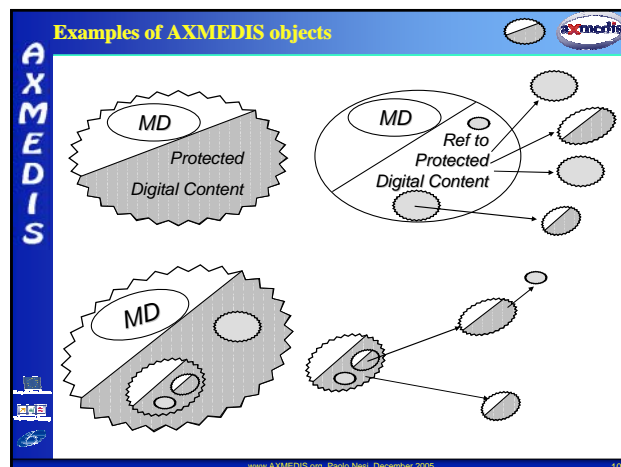 Examples of AXMEDIS objects
axmedis
AXMEDIS
MD
Protected
Digital Content
MD
Ref to
Protected
Digital Content
MD
www.AXMEDIS.org, Paolo Nesi, December 2005